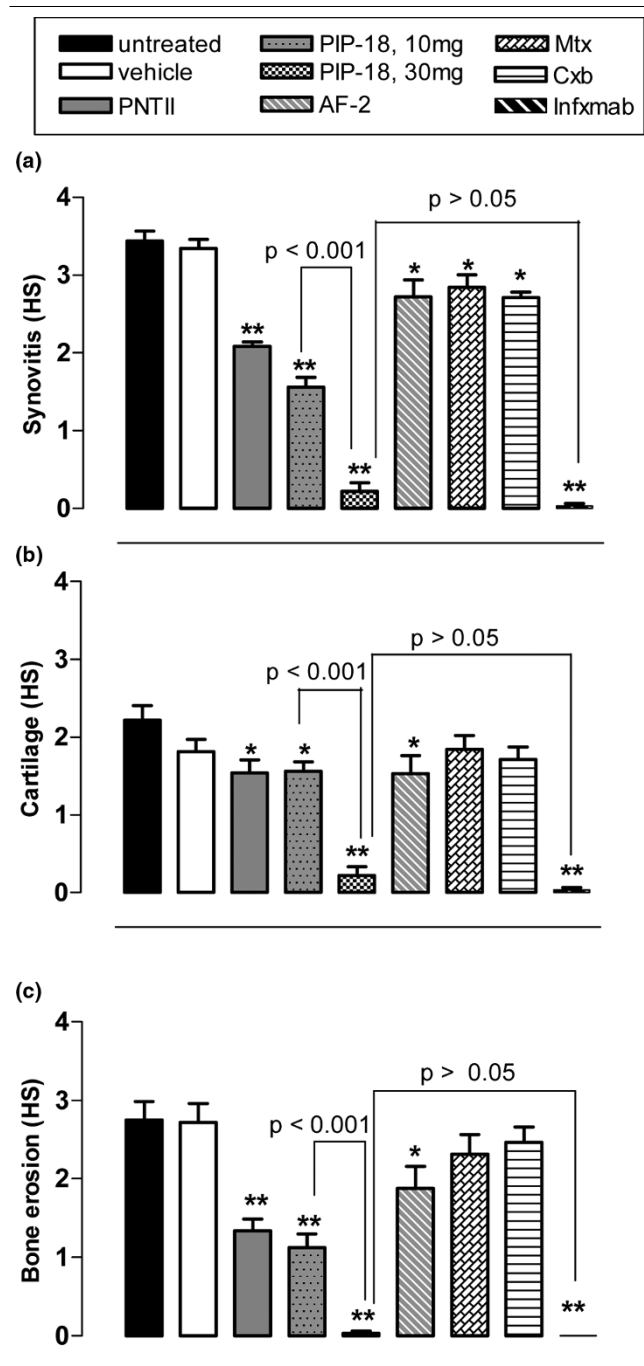 untreated PIP-18, 10mg Mtx
vehicle PIP-18, 30mg Cxb
PNTII AF-2 Infxmab
(a)
4
p > 0.05
p < 0.001
3
* * *
**
2
**
Synovitis (HS)
1
**
**
0
(b)
4
p > 0.05
3
p < 0.001
2
* * *
Cartilage (HS)
1
**
**
0
(c)
4
p > 0.05
3
p < 0.001
*
2
**
**
Bone erosion (HS)
1
**
**
0